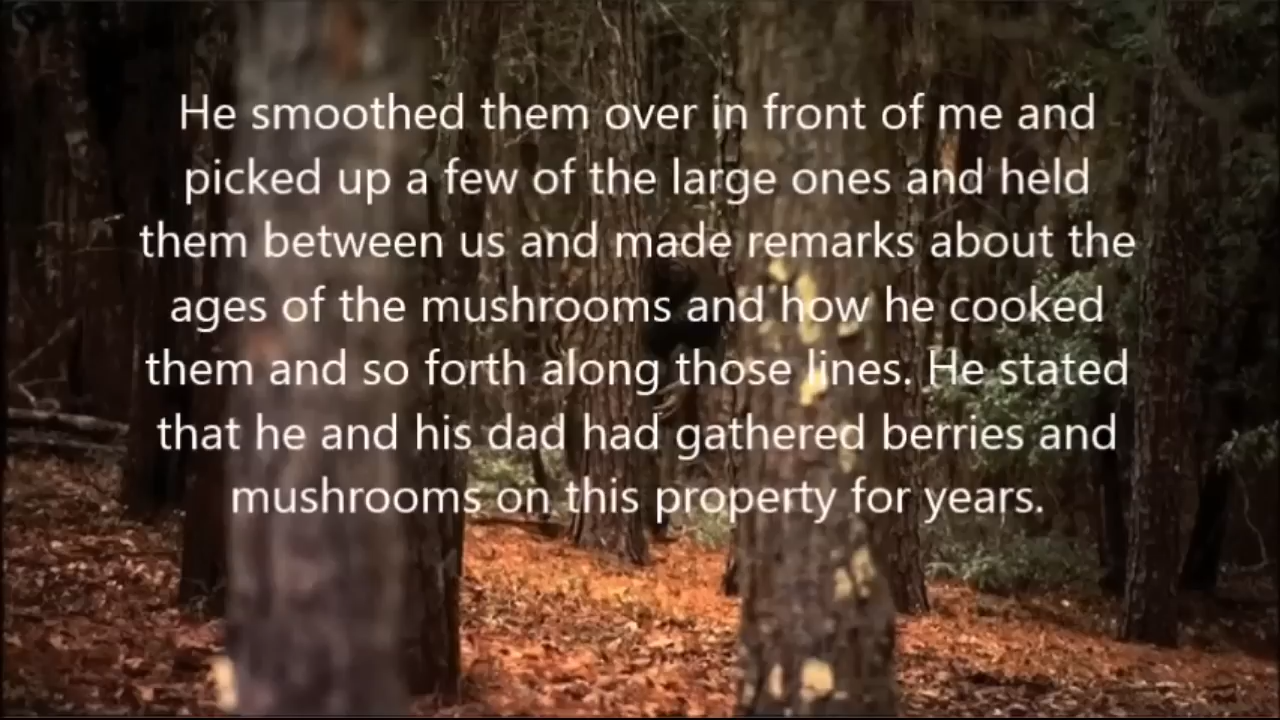 He smoothed them over in front of me and
picked up a few of the large ones and held
them between us and made remarks about the
ages of the mushrooms and how he cooked
them and so forth along those lines. He stated
that he and his dad had gathered berries and
mushrooms on this property for years.